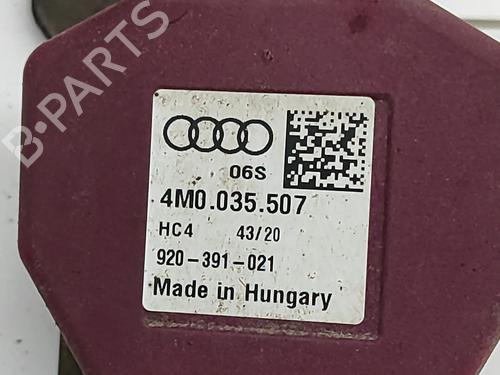 B-PARTS
06S
4M0.035.507
HC4 43/20
920-391-021
Made in Hungary